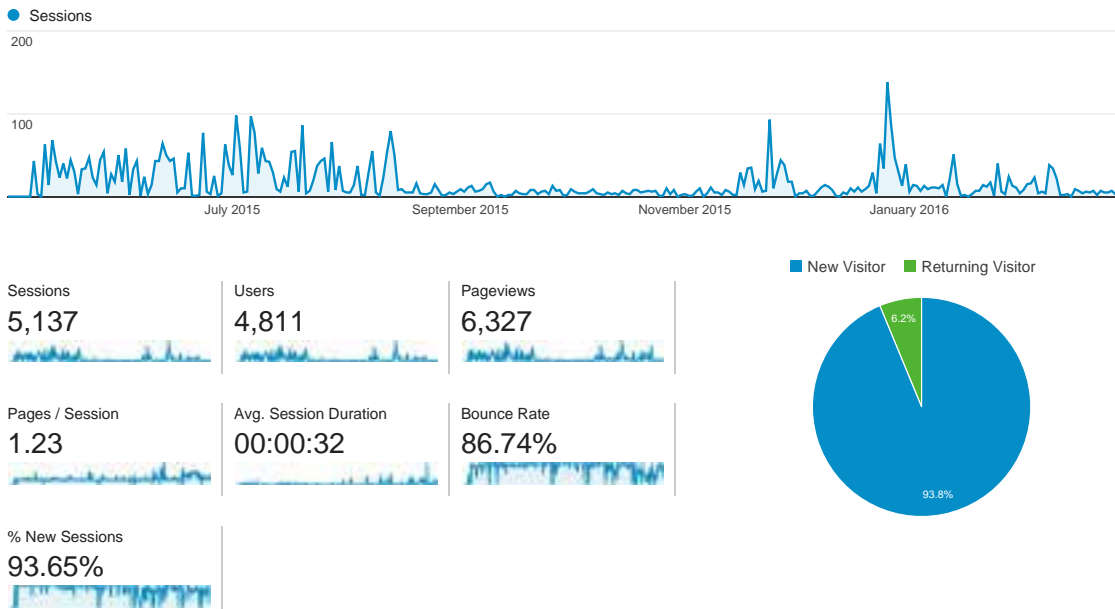 Sessions
200
100
July 2015
September 2015
November 2015
January 2016
New Visitor
Returning Visitor
Sessions
5,137
Users
4,811
Pageviews
6,327
Pages / Session
1.23
Avg. Session Duration
00:00:32
Bounce Rate
86.74%
% New Sessions
93.65%
6.2%
93.8%